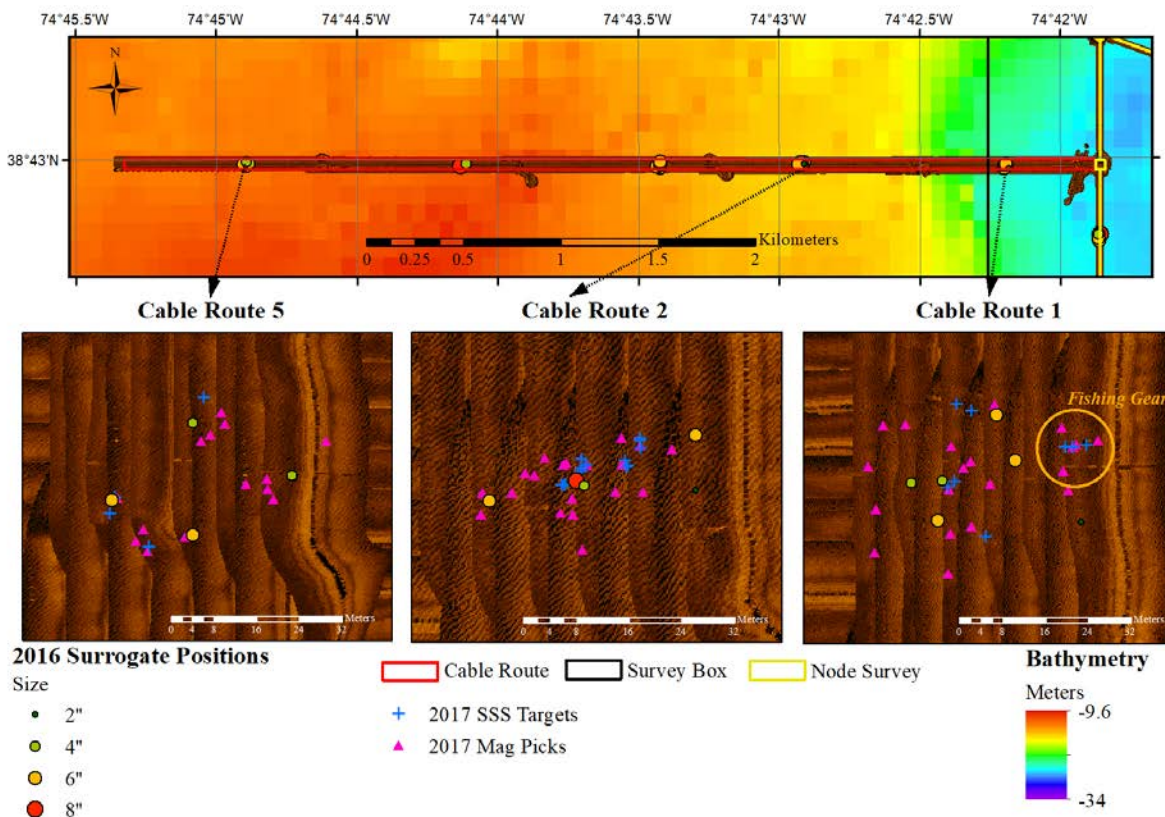 74°45.5'W 74°45'W 74°44.5'W 74°44'W 74°43.5'W 74°43'W 74°42.5'W 74°42'W
N
38°43'N
Kilometers
0 0.25 0.5 1 1.5 2
Cable Route 5 Cable Route 2 Cable Route 1
Fishing Gear
Meters
0 4 8 16 24 32
Meters
0 4 8 16 24 32
Meters
0 4 8 16 24 32
2016 Surrogate Positions
Size
2"
4"
6"
8"
Cable Route Survey Box Node Survey
2017 SSS Targets
2017 Mag Picks
Bathymetry
Meters
-9.6
-34